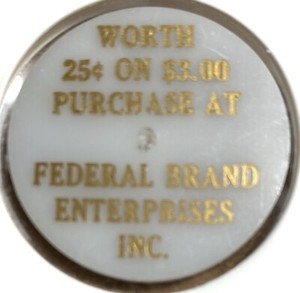 WORTH
25¢ ON $3.00
PURCHASE AT
FEDERAL BRAND
ENTERPRISES
INC.